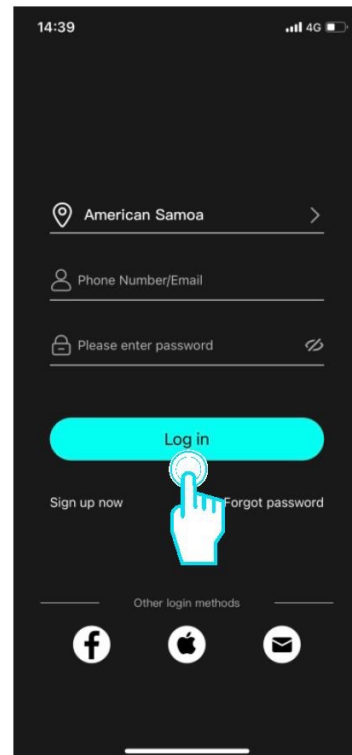 14:39
4G
American Samoa
Phone Number/Email
Please enter password
Log in
Sign up now
Forgot password
Other login methods